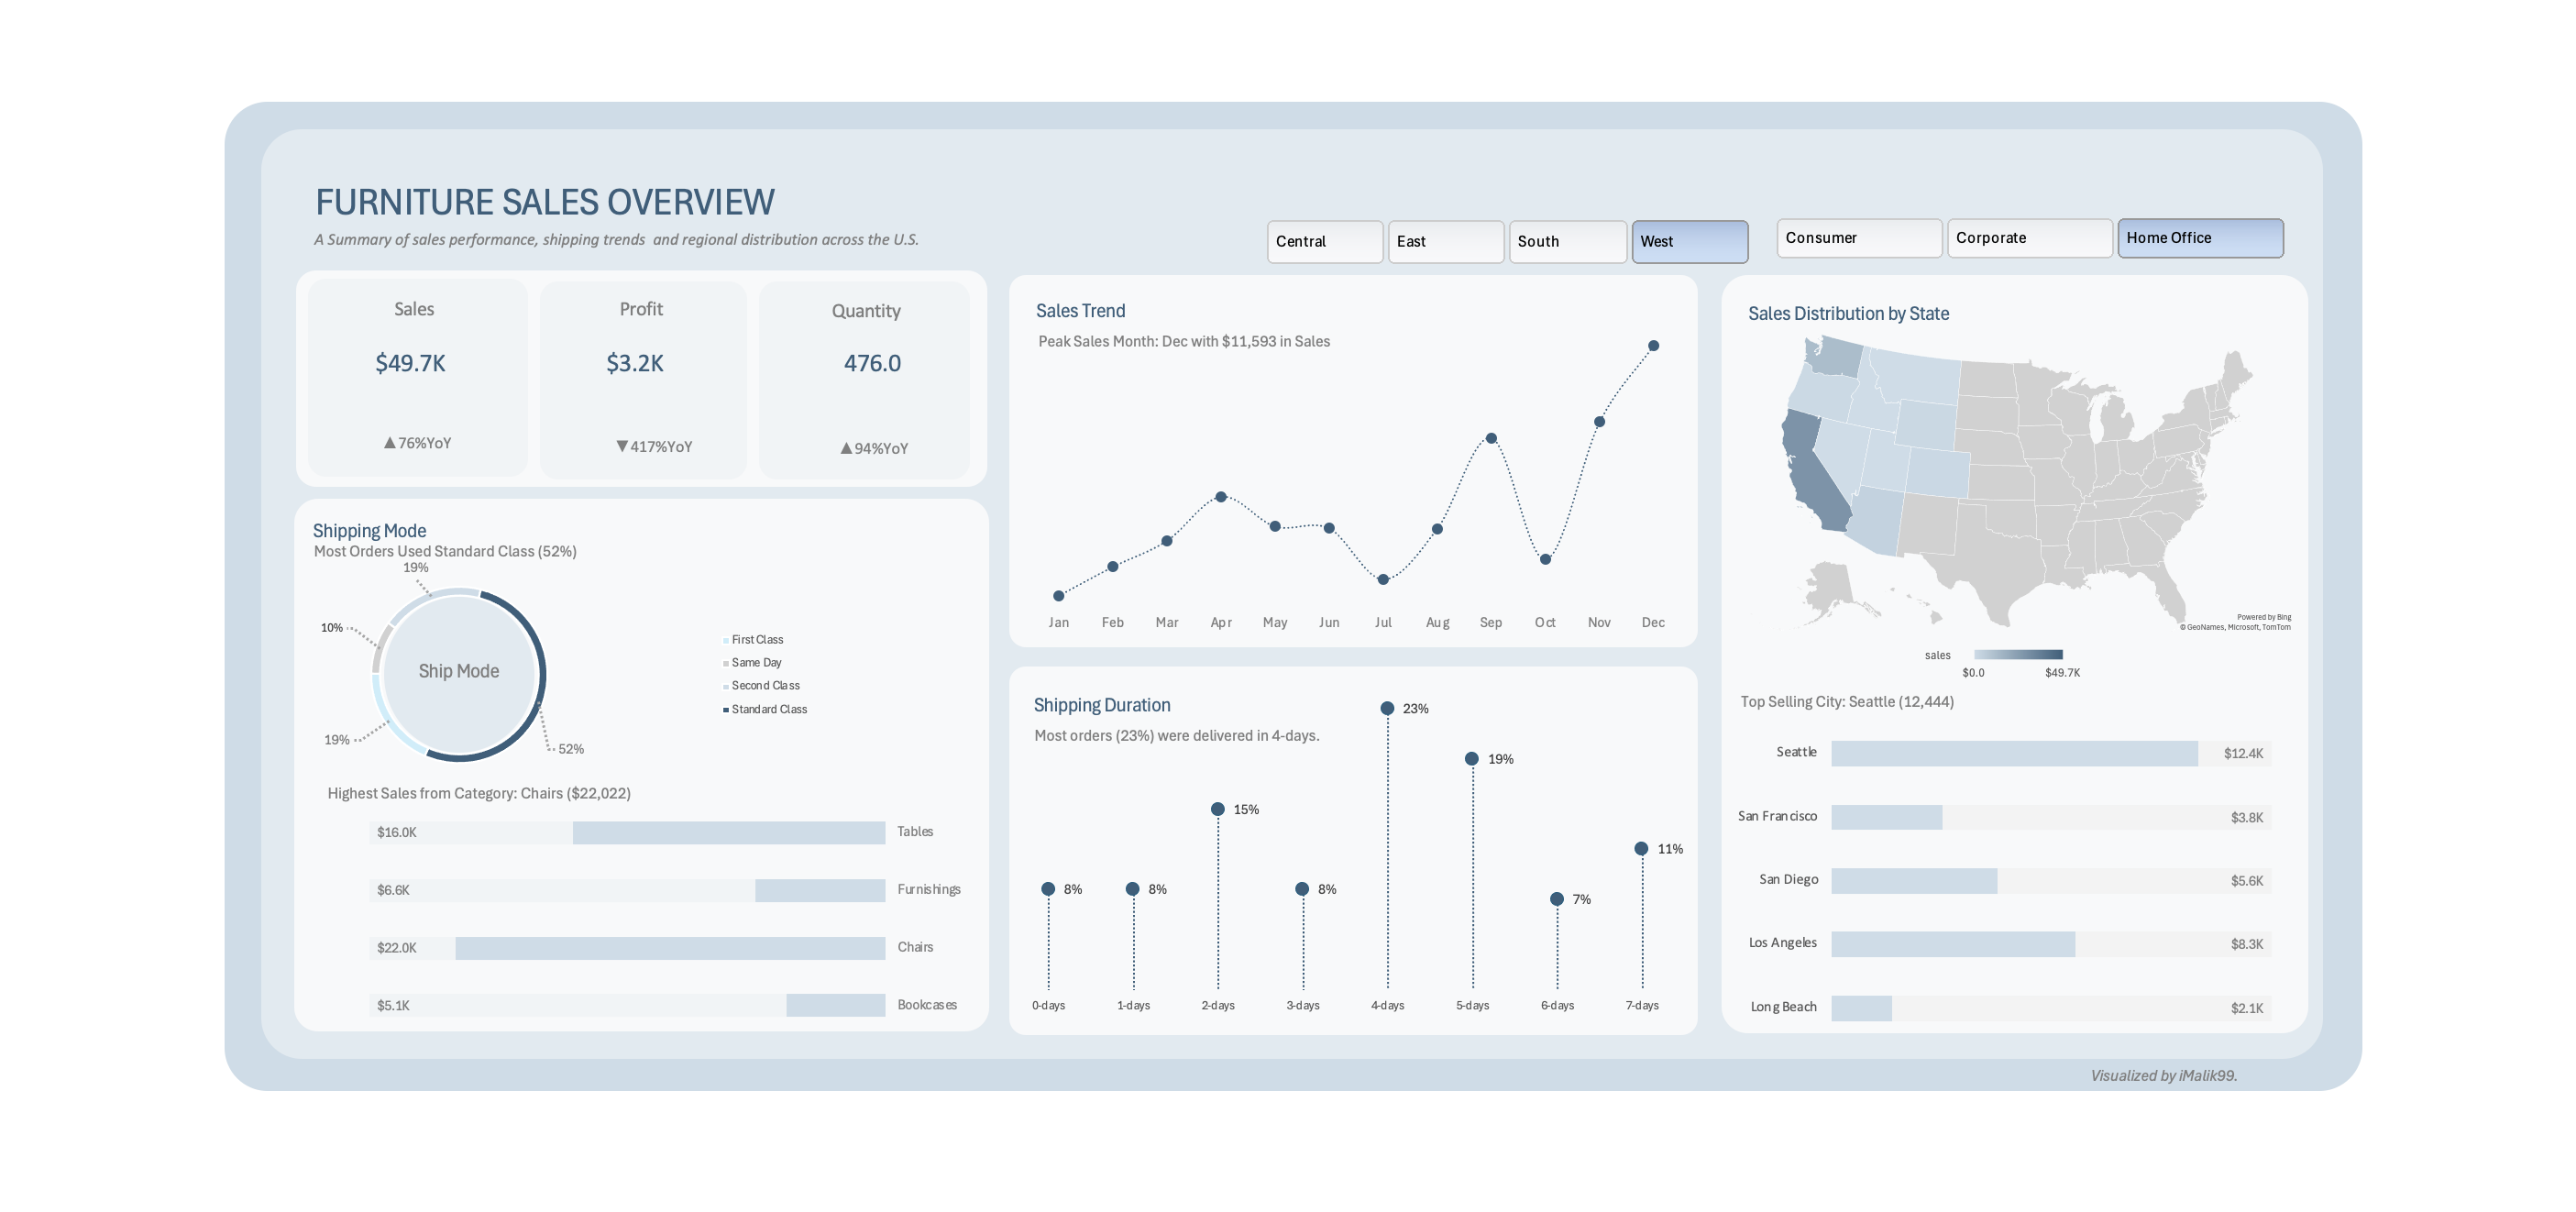 FURNITURE SALES OVERVIEW
A Summary of sales performance, shipping trends  and regional distribution across the U.S.
Central
East
South
West
Consumer
Corporate
Home Office
Sales
$49.7K
▲76%YoY
Profit
$3.2K
▼417%YoY
Quantity
476.0
▲94%YoY
Shipping Mode
Most Orders Used Standard Class (52%)
19%
10%
19%
52%
Ship Mode
First Class
Same Day
Second Class
Standard Class
Highest Sales from Category: Chairs ($22,022)
$16.0K Tables
$6.6K Furnishings
$22.0K Chairs
$5.1K Bookcases
Sales Trend
Peak Sales Month: Dec with $11,593 in Sales
Jan Feb Mar Apr May Jun Jul Aug Sep Oct Nov Dec
Shipping Duration
Most orders (23%) were delivered in 4-days.
8% 8% 15% 8% 23% 19% 7% 11%
0-days 1-days 2-days 3-days 4-days 5-days 6-days 7-days
Sales Distribution by State
Powered by Bing
© GeoNames, Microsoft, TomTom
sales
$0.0 $49.7K
Top Selling City: Seattle (12,444)
Seattle $12.4K
San Francisco $3.8K
San Diego $5.6K
Los Angeles $8.3K
Long Beach $2.1K
Visualized by iMalik99.